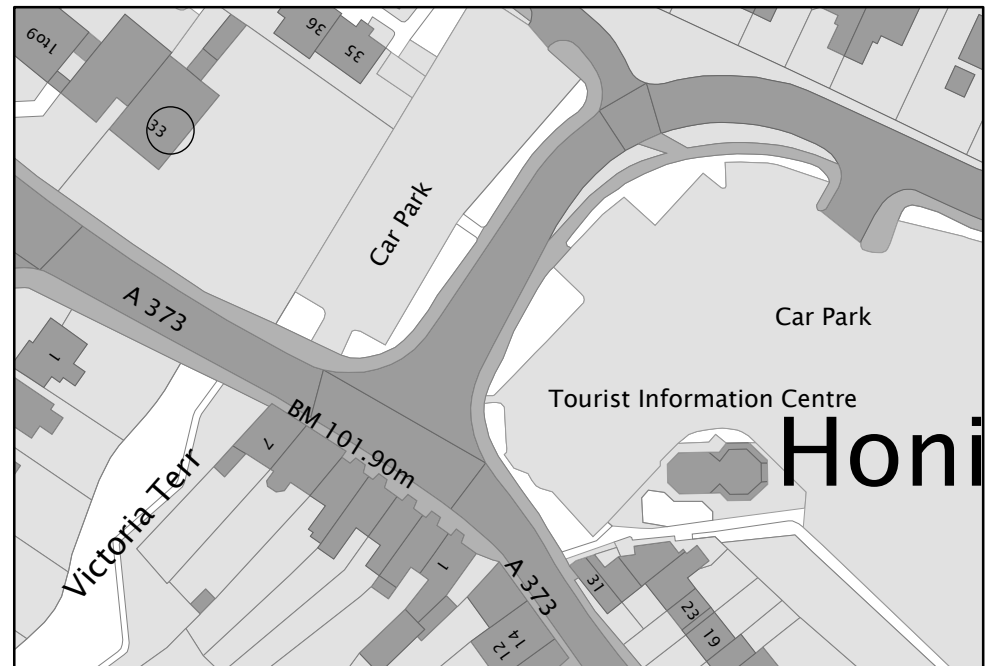 1to9
36
35
33
Car Park
A 373
Car Park
1
Tourist Information Centre
Honi
BM 101.90m
7
Victoria Terr
1
A 373
31
23
19
14
12